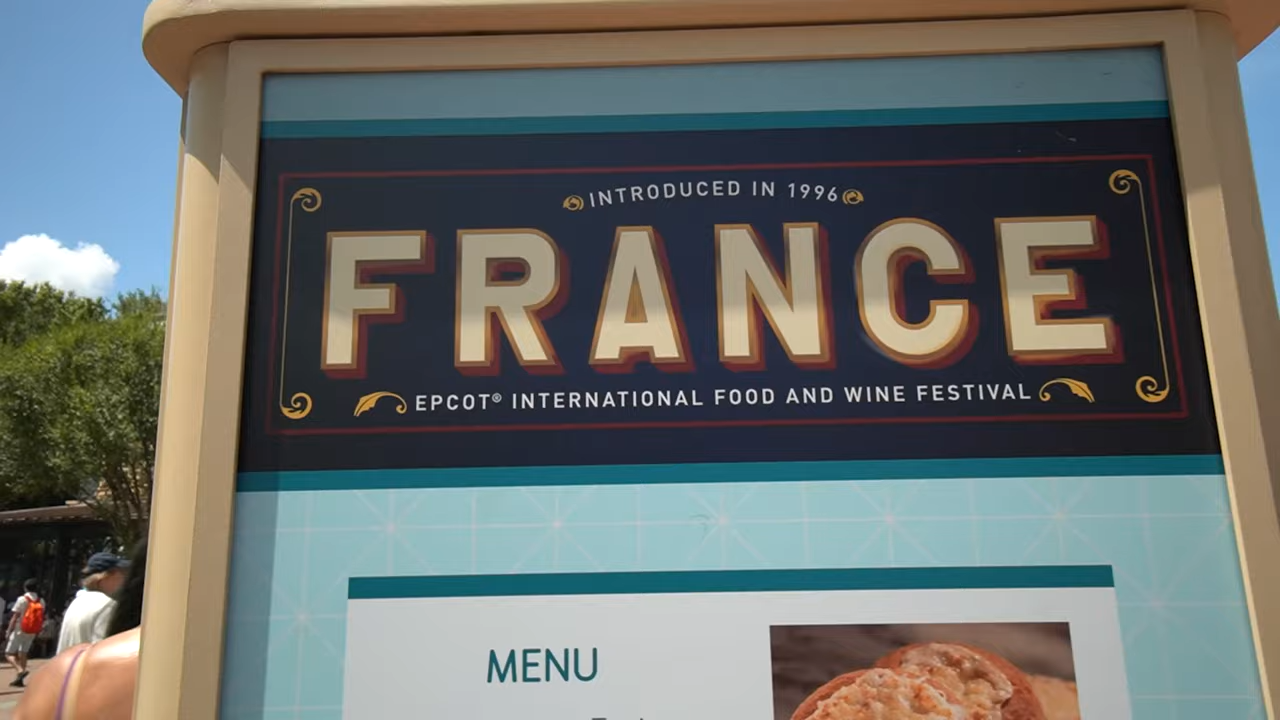 INTRODUCED IN 1996
FRANCE
EPCOT® INTERNATIONAL FOOD AND WINE FESTIVAL
MENU